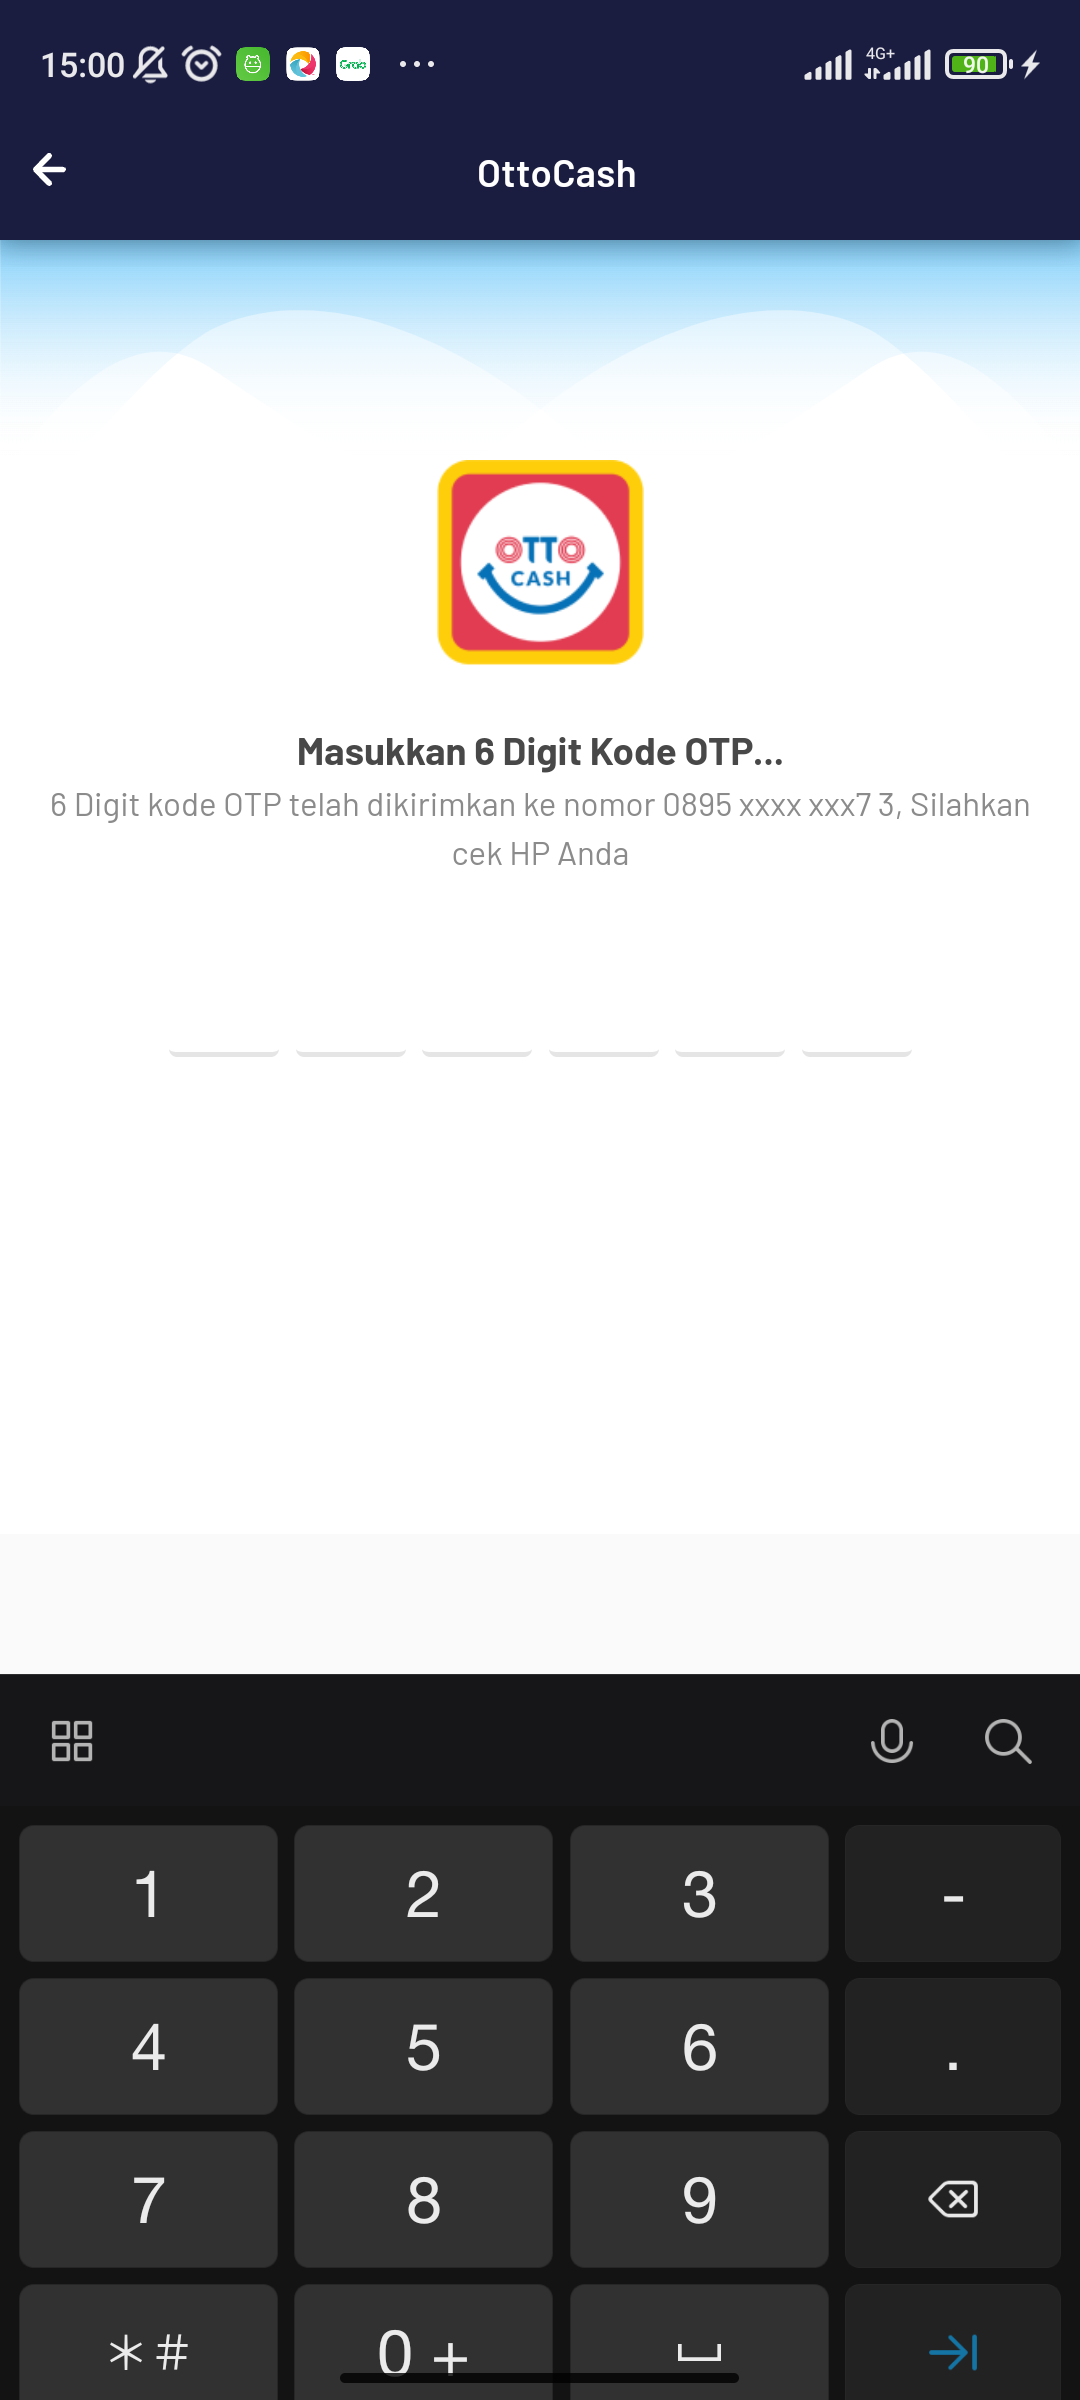 15:00 Grab 4G+ 90
OttoCash
OTTO
CASH
Masukkan 6 Digit Kode OTP...
6 Digit kode OTP telah dikirimkan ke nomor 0895 xxxx xxx7 3, Silahkan
cek HP Anda
1 2 3 -
4 5 6 .
7 8 9
*# 0 +